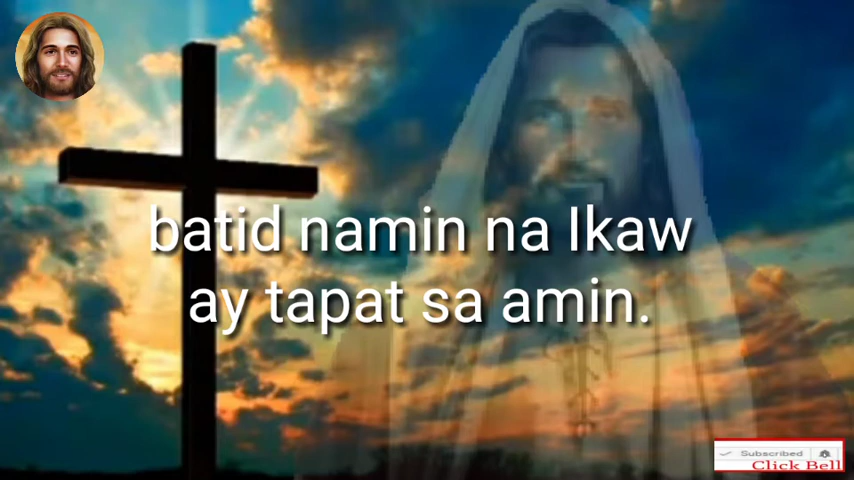 batid namin na Ikaw
ay tapat sa amin.
Subscribed
Click Bell